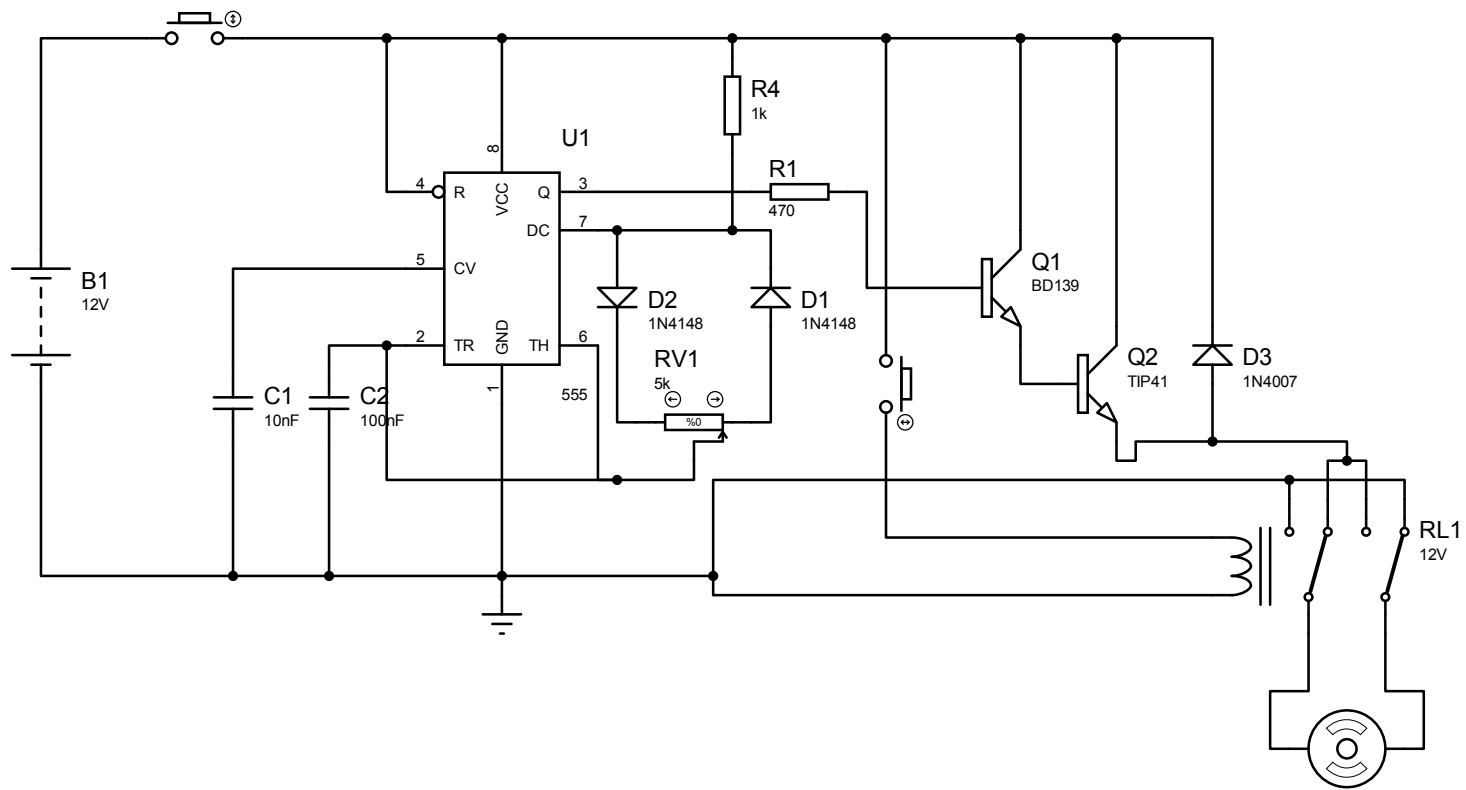 R4
1k
U1
8
R1
470
4
R
VCC
Q
3
DC
7
5
CV
B1
12V
Q1
BD139
D2
1N4148
D1
1N4148
2
TR
GND
TH
6
1
555
RV1
5k
%0
C1
10nF
C2
100nF
Q2
TIP41
D3
1N4007
RL1
12V